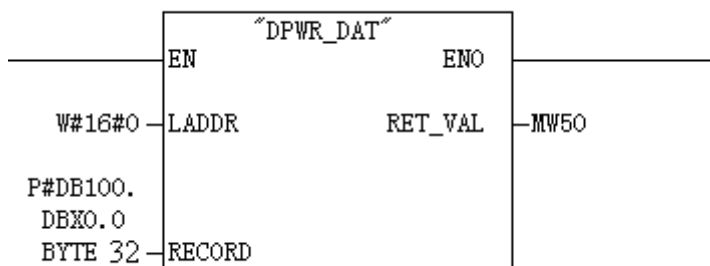 "DPWR_DAT"
EN ENO
W#16#0 LADDR RET_VAL MW50
P#DB100.
DBX0.0
BYTE 32 RECORD